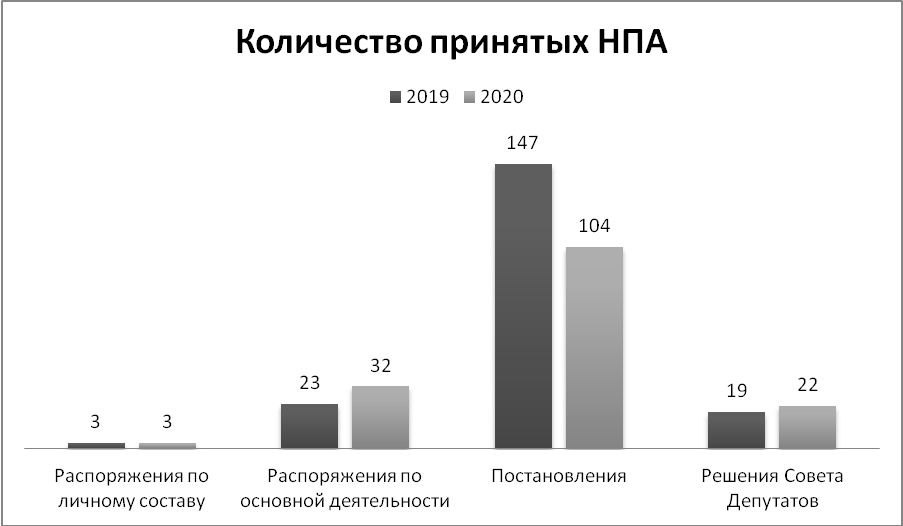 Количество принятых НПА
2019 2020
147
104
23
32
19
22
3
3
Распоряжения по
личному составу
Распоряжения по
основной деятельности
Постановления
Решения Совета
Депутатов